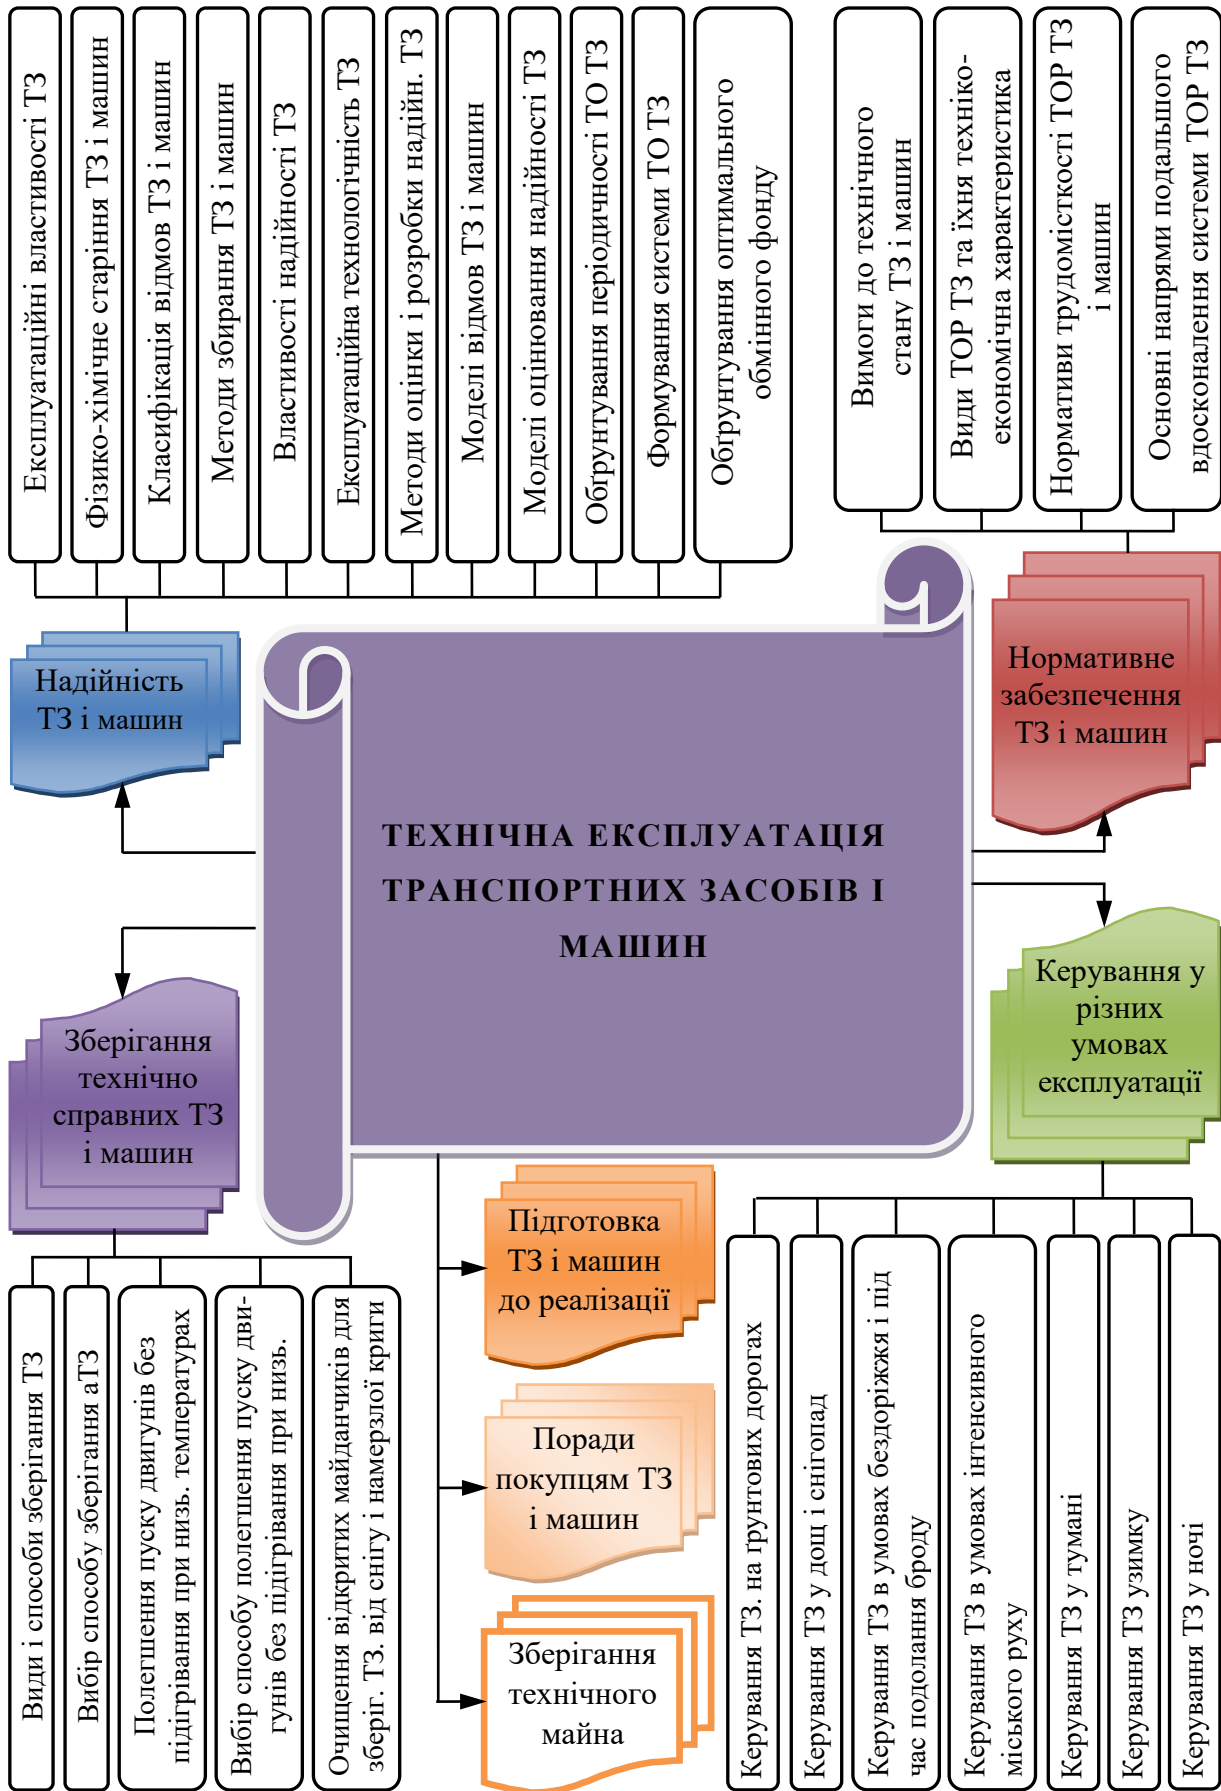 Експлуатаційні властивості ТЗ
Фізико-хімічне старіння ТЗ і машин
Класифікація відмов ТЗ і машин
Методи збирання ТЗ і машин
Властивості надійності ТЗ
Експлуатаційна технологічність ТЗ
Методи оцінки і розробки надійн. ТЗ
Моделі відмов ТЗ і машин
Моделі оцінювання надійності ТЗ
Обґрунтування періодичності ТО ТЗ
Формування системи ТО ТЗ
Обґрунтування оптимального
обмінного фонду
Вимоги до технічного
стану ТЗ і машин
Види ТОР ТЗ та їхня техніко-
економічна характеристика
Нормативи трудомісткості ТОР ТЗ
і машин
Основні напрями подальшого
вдосконалення системи ТОР ТЗ
Надійність
ТЗ і машин
Нормативне
забезпечення
ТЗ і машин
ТЕХНІЧНА ЕКСПЛУАТАЦІЯ
ТРАНСПОРТНИХ ЗАСОБІВ І
МАШИН
Зберігання
технічно
справних ТЗ
і машин
Керування у
різних
умовах
експлуатації
Підготовка
ТЗ і машин
до реалізації
Поради
покупцям ТЗ
і машин
Зберігання
технічного
майна
Види і способи зберігання ТЗ
Вибір способу зберігання аТЗ
Полегшення пуску двигунів без
підігрівання при низь. температурах
Вибір способу полегшення пуску дви-
гунів без підігрівання при низь.
Очищення відкритих майданчиків для
зберіг. ТЗ. від снігу і намерзлої криги
Керування ТЗ. на ґрунтових дорогах
Керування ТЗ у дощ і снігопад
Керування ТЗ в умовах бездоріжжя і під
час подолання броду
Керування ТЗ в умовах інтенсивного
міського руху
Керування ТЗ у тумані
Керування ТЗ узимку
Керування ТЗ у ночі